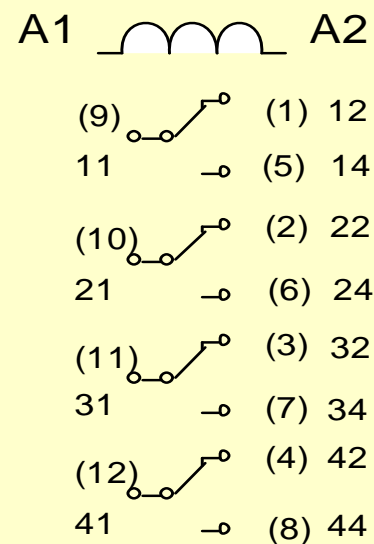 A1 A2
(9) (1) 12
11 (5) 14
(10) (2) 22
21 (6) 24
(11) (3) 32
31 (7) 34
(12) (4) 42
41 (8) 44